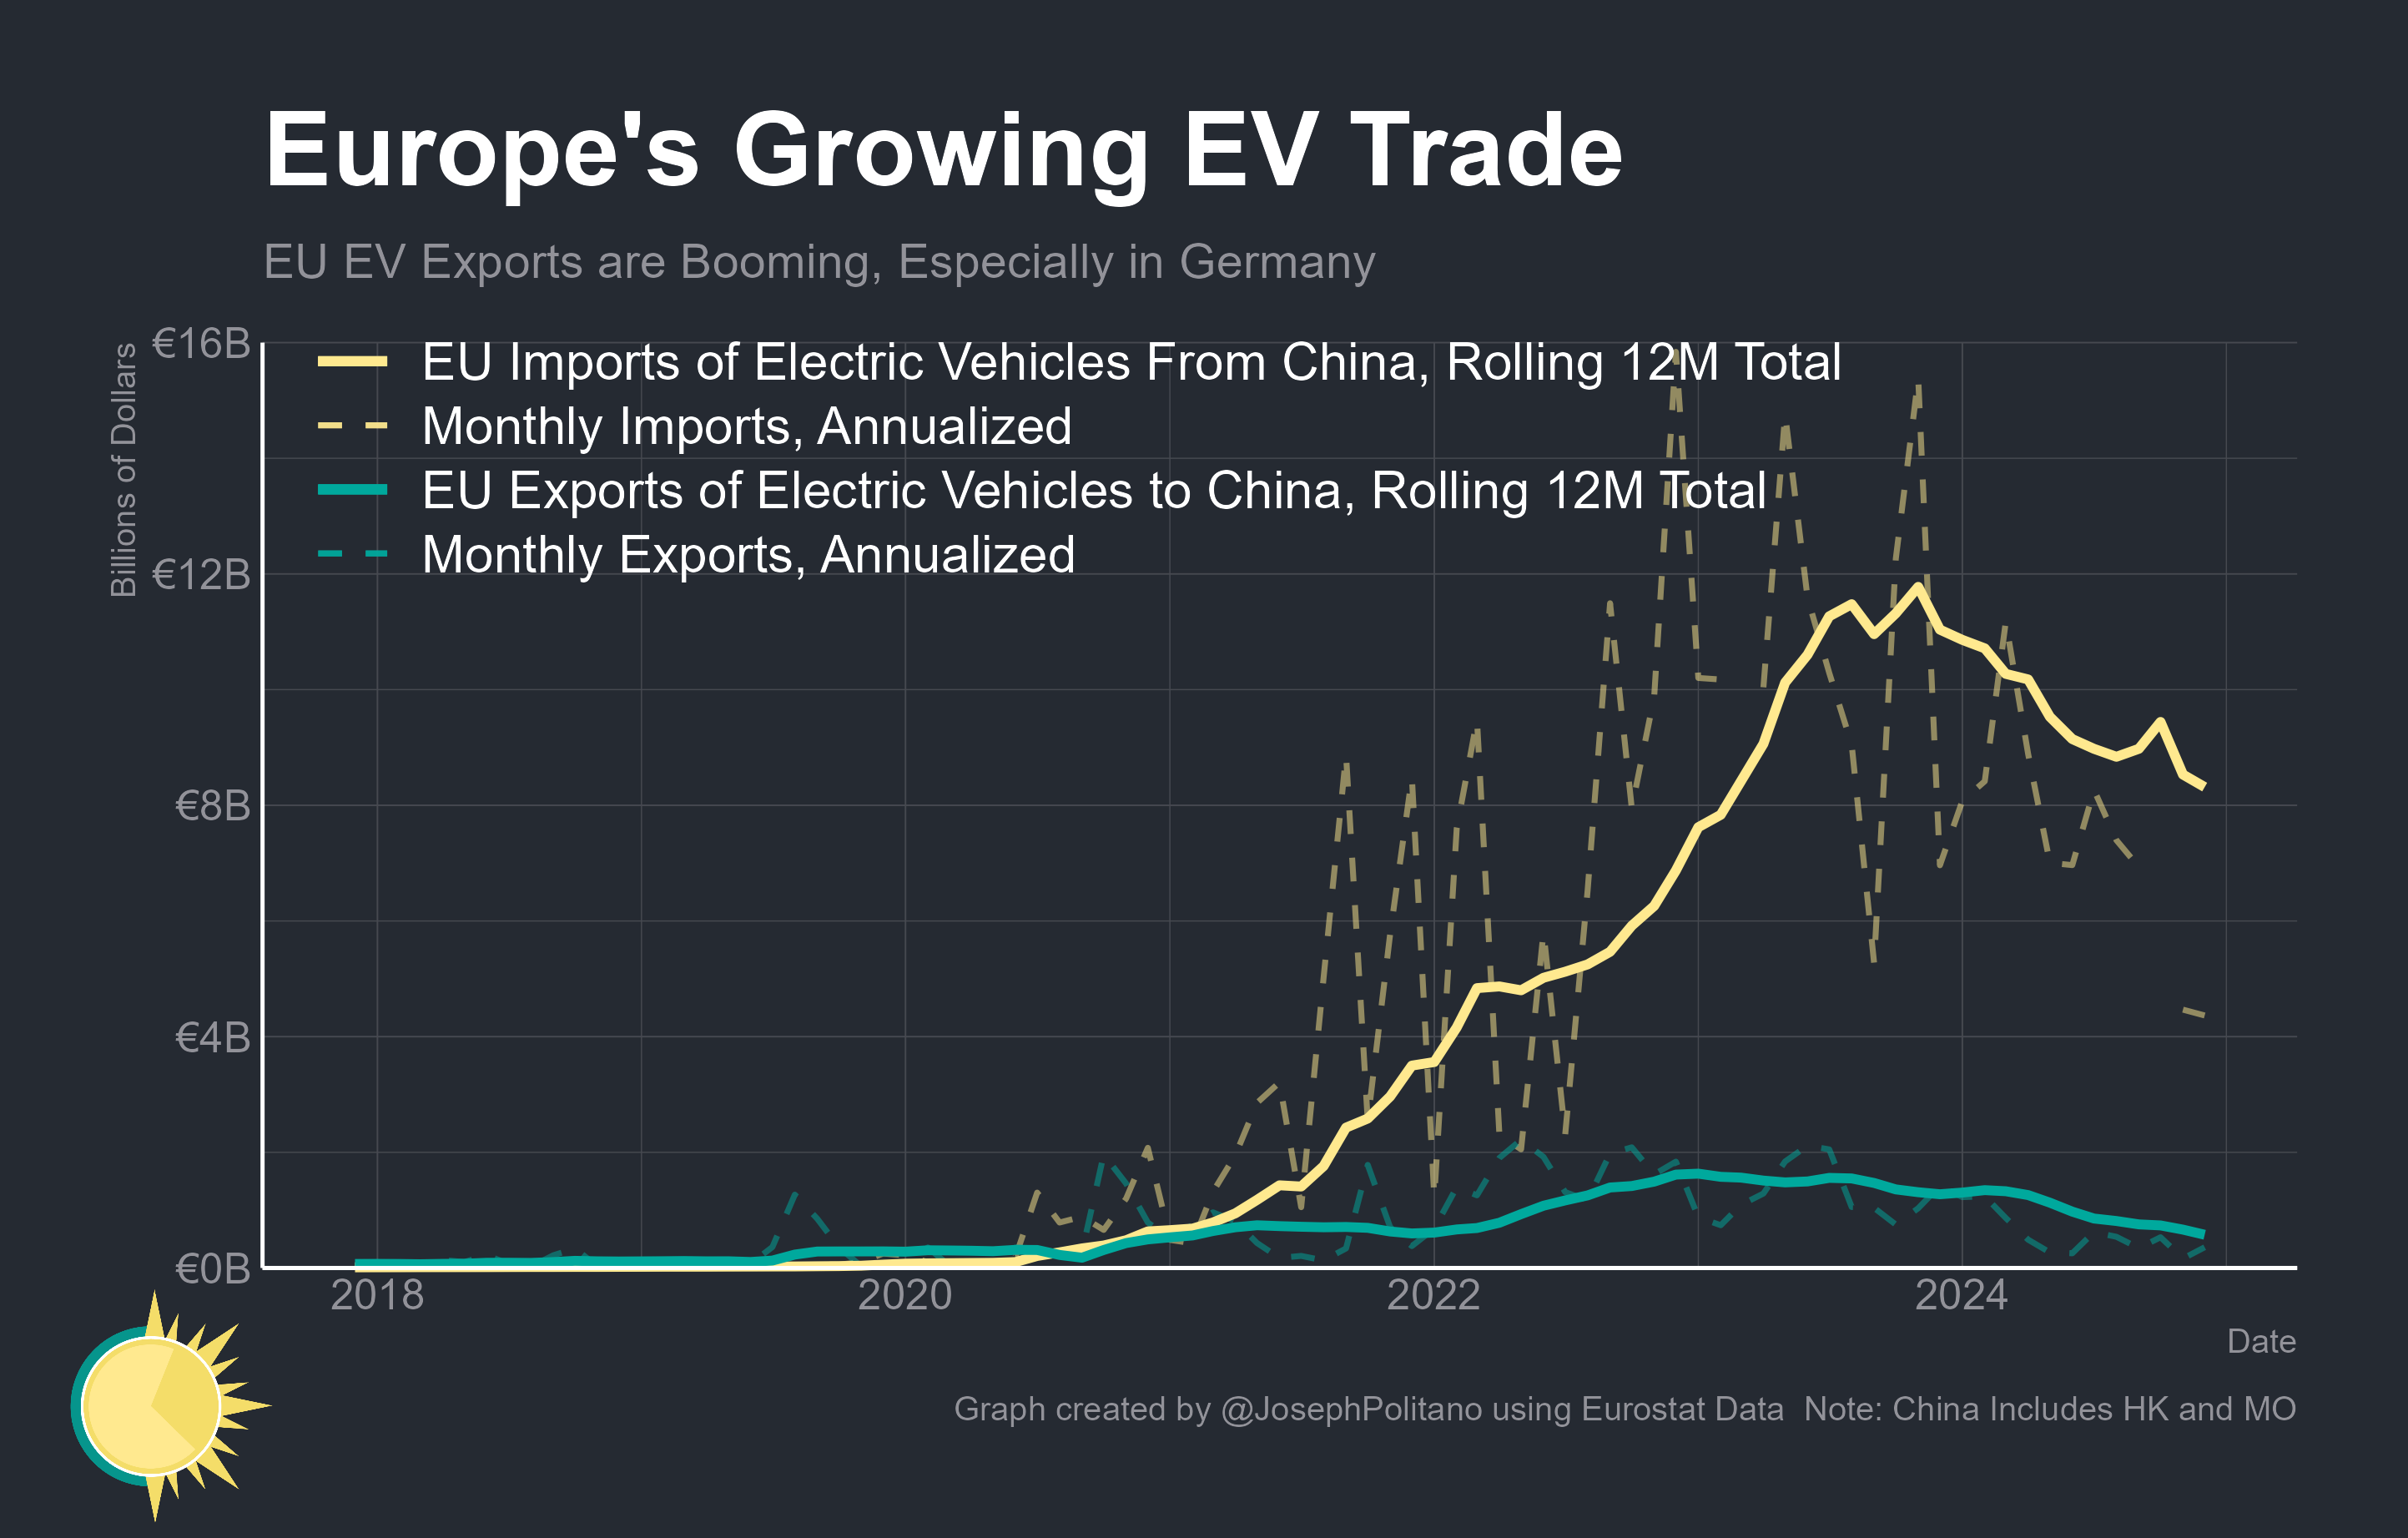 Europe's Growing EV Trade
EU EV Exports are Booming, Especially in Germany
Billions of Dollars
€16B
€12B
€8B
€4B
€0B
EU Imports of Electric Vehicles From China, Rolling 12M Total
Monthly Imports, Annualized
EU Exports of Electric Vehicles to China, Rolling 12M Total
Monthly Exports, Annualized
2018 2020 2022 2024
Date
Graph created by @JosephPolitano using Eurostat Data Note: China Includes HK and MO